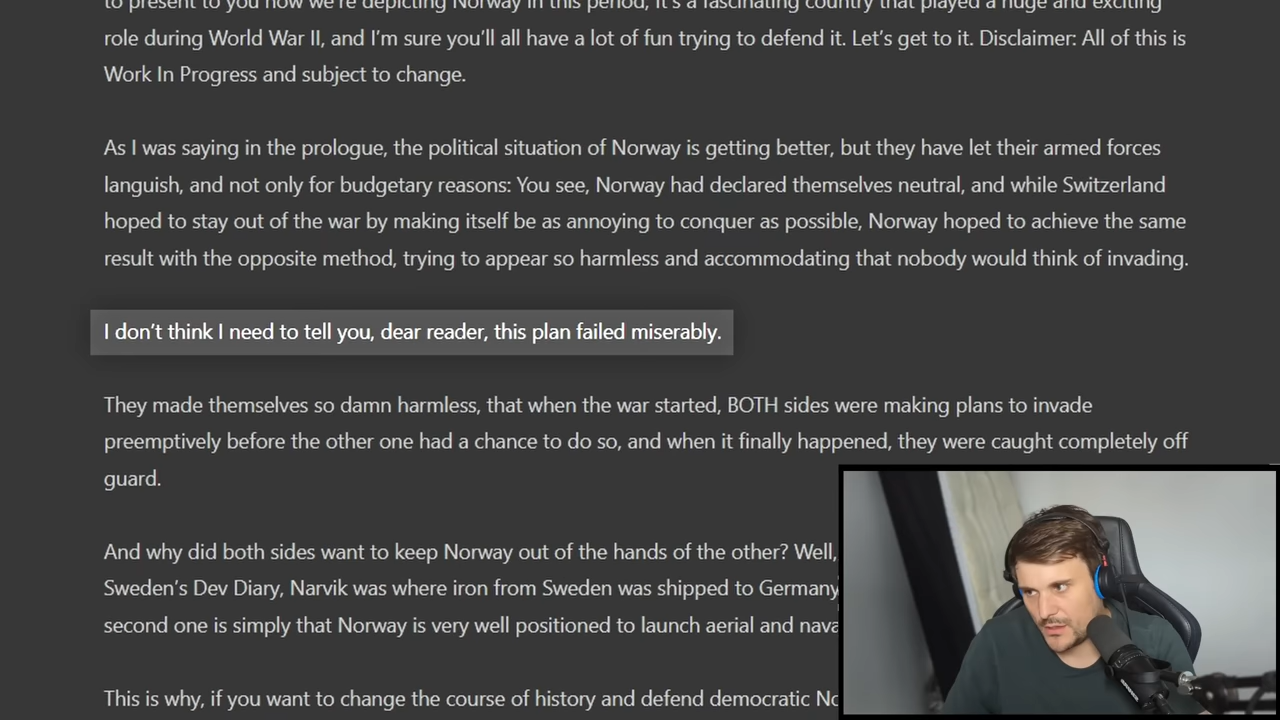 to present to you how we're depicting Norway in this period, it's a fascinating country that played a huge and exciting
role during World War II, and I'm sure you'll all have a lot of fun trying to defend it. Let's get to it. Disclaimer: All of this is
Work In Progress and subject to change.
As I was saying in the prologue, the political situation of Norway is getting better, but they have let their armed forces
languish, and not only for budgetary reasons: You see, Norway had declared themselves neutral, and while Switzerland
hoped to stay out of the war by making itself be as annoying to conquer as possible, Norway hoped to achieve the same
result with the opposite method, trying to appear so harmless and accommodating that nobody would think of invading.
I don't think I need to tell you, dear reader, this plan failed miserably.
They made themselves so damn harmless, that when the war started, BOTH sides were making plans to invade
preemptively before the other one had a chance to do so, and when it finally happened, they were caught completely off
guard.
And why did both sides want to keep Norway out of the hands of the other? Well,
Sweden's Dev Diary, Narvik was where iron from Sweden was shipped to Germany
second one is simply that Norway is very well positioned to launch aerial and nava
This is why, if you want to change the course of history and defend democratic No